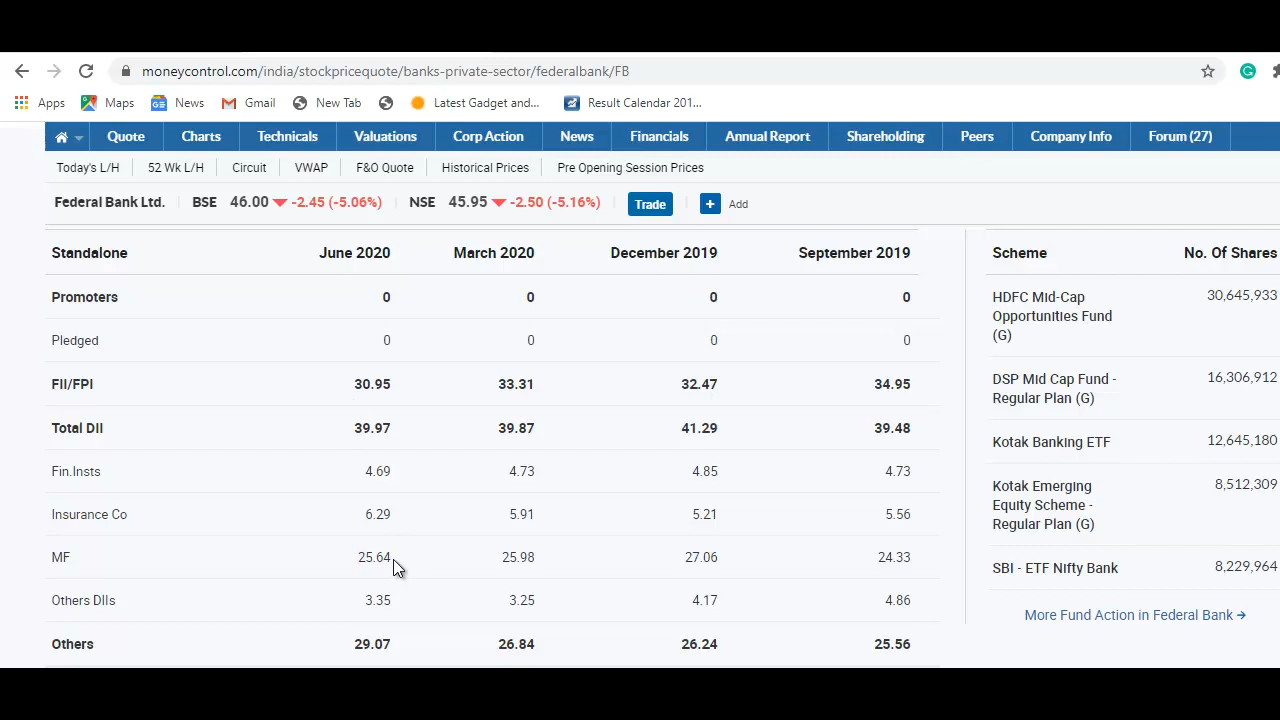 moneycontrol.com/india/stockpricequote/banks-private-sector/federalbank/FB
Apps Maps News Gmail New Tab Latest Gadget and... Result Calendar 201...
Quote Charts Technicals Valuations Corp Action News Financials Annual Report Shareholding Peers Company Info Forum (27)
Today's L/H 52 Wk L/H Circuit VWAP F&O Quote Historical Prices Pre Opening Session Prices
Federal Bank Ltd. BSE 46.00 -2.45 (-5.06%) NSE 45.95 -2.50 (-5.16%) Trade + Add
Standalone June 2020 March 2020 December 2019 September 2019
Promoters 0 0 0 0
Pledged 0 0 0 0
FII/FPI 30.95 33.31 32.47 34.95
Total DII 39.97 39.87 41.29 39.48
Fin.Insts 4.69 4.73 4.85 4.73
Insurance Co 6.29 5.91 5.21 5.56
MF 25.64 25.98 27.06 24.33
Others DIIs 3.35 3.25 4.17 4.86
Others 29.07 26.84 26.24 25.56
Scheme No. Of Shares
HDFC Mid-Cap 30,645,933
Opportunities Fund
(G)
DSP Mid Cap Fund - 16,306,912
Regular Plan (G)
Kotak Banking ETF 12,645,180
Kotak Emerging 8,512,309
Equity Scheme -
Regular Plan (G)
SBI - ETF Nifty Bank 8,229,964
More Fund Action in Federal Bank